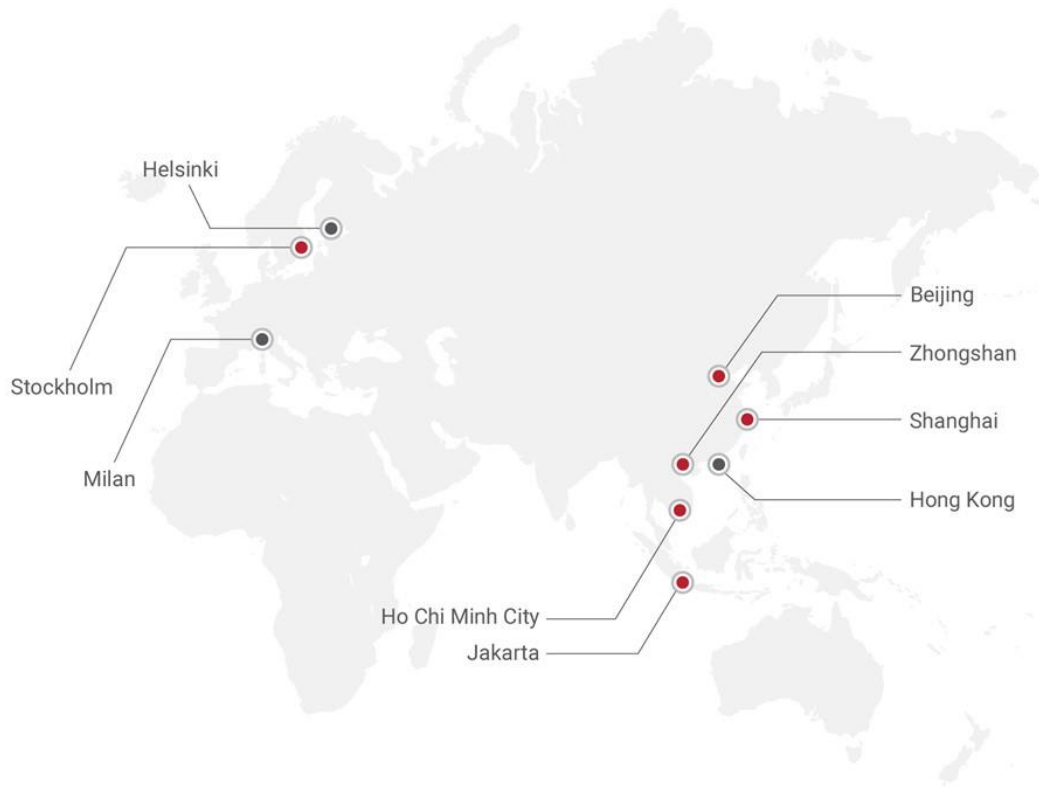 Helsinki
Stockholm
Milan
Beijing
Zhongshan
Shanghai
Hong Kong
Ho Chi Minh City
Jakarta